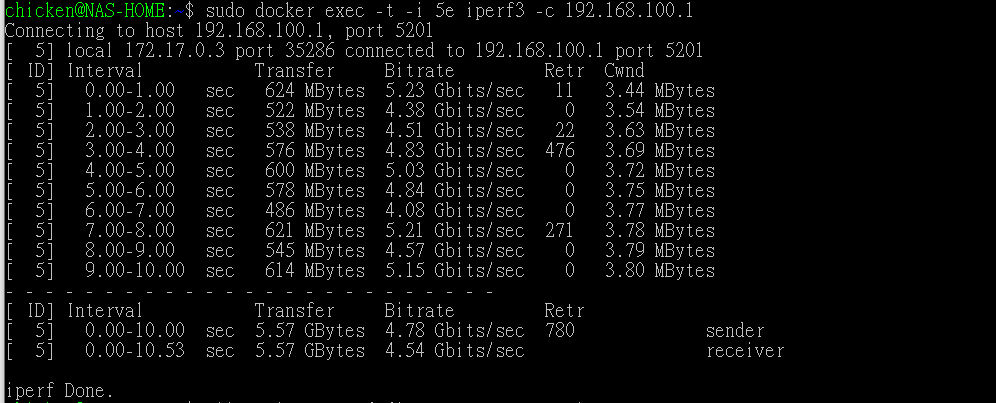 chicken@NAS-HOME:~$ sudo docker exec -t -i 5e iperf3 -c 192.168.100.1
Connecting to host 192.168.100.1, port 5201
[  5] local 172.17.0.3 port 35286 connected to 192.168.100.1 port 5201
[ ID] Interval           Transfer     Bitrate         Retr  Cwnd
[  5]   0.00-1.00   sec   624 MBytes  5.23 Gbits/sec   11   3.44 MBytes
[  5]   1.00-2.00   sec   522 MBytes  4.38 Gbits/sec    0   3.54 MBytes
[  5]   2.00-3.00   sec   538 MBytes  4.51 Gbits/sec   22   3.63 MBytes
[  5]   3.00-4.00   sec   576 MBytes  4.83 Gbits/sec  476   3.69 MBytes
[  5]   4.00-5.00   sec   600 MBytes  5.03 Gbits/sec    0   3.72 MBytes
[  5]   5.00-6.00   sec   578 MBytes  4.84 Gbits/sec    0   3.75 MBytes
[  5]   6.00-7.00   sec   486 MBytes  4.08 Gbits/sec    0   3.77 MBytes
[  5]   7.00-8.00   sec   621 MBytes  5.21 Gbits/sec  271   3.78 MBytes
[  5]   8.00-9.00   sec   545 MBytes  4.57 Gbits/sec    0   3.79 MBytes
[  5]   9.00-10.00  sec   614 MBytes  5.15 Gbits/sec    0   3.80 MBytes
- - - - - - - - - - - - - - - - - - - - - - - - -
[ ID] Interval           Transfer     Bitrate         Retr
[  5]   0.00-10.00  sec  5.57 GBytes  4.78 Gbits/sec  780             sender
[  5]   0.00-10.53  sec  5.57 GBytes  4.54 Gbits/sec                  receiver
iperf Done.